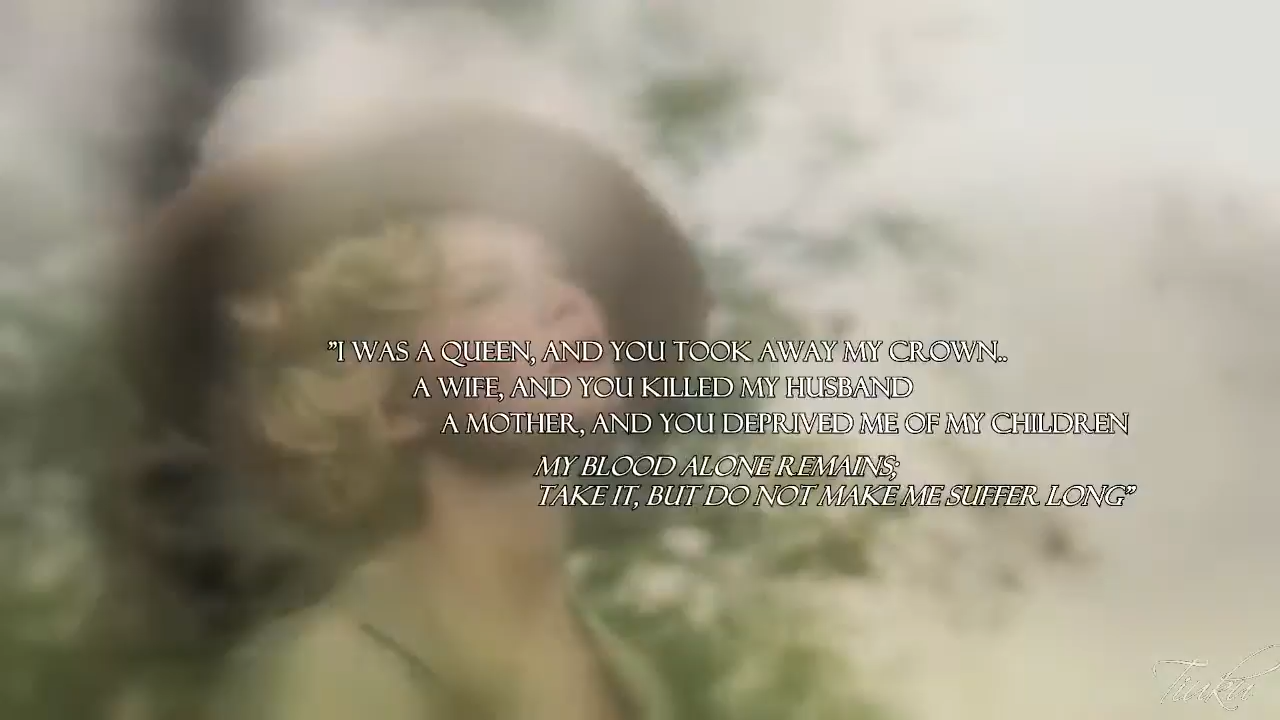 "I WAS A QUEEN, AND YOU TOOK AWAY MY CROWN..
A WIFE, AND YOU KILLED MY HUSBAND
A MOTHER, AND YOU DEPRIVED ME OF MY CHILDREN
MY BLOOD ALONE REMAINS;
TAKE IT, BUT DO NOT MAKE ME SUFFER LONG"